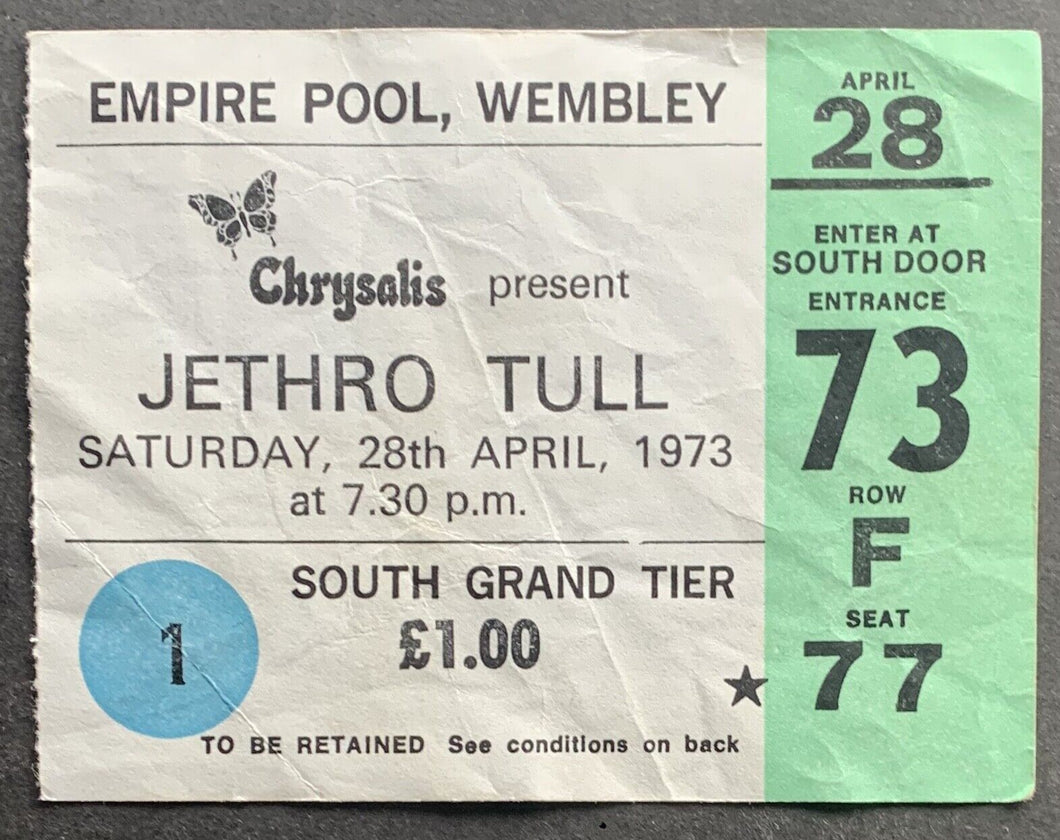 EMPIRE POOL, WEMBLEY
Chrysalis present
JETHRO TULL
SATURDAY, 28th APRIL, 1973
at 7.30 p.m.
SOUTH GRAND TIER
£1.00
1
TO BE RETAINED See conditions on back
APRIL
28
ENTER AT
SOUTH DOOR
ENTRANCE
73
ROW
F
SEAT
77